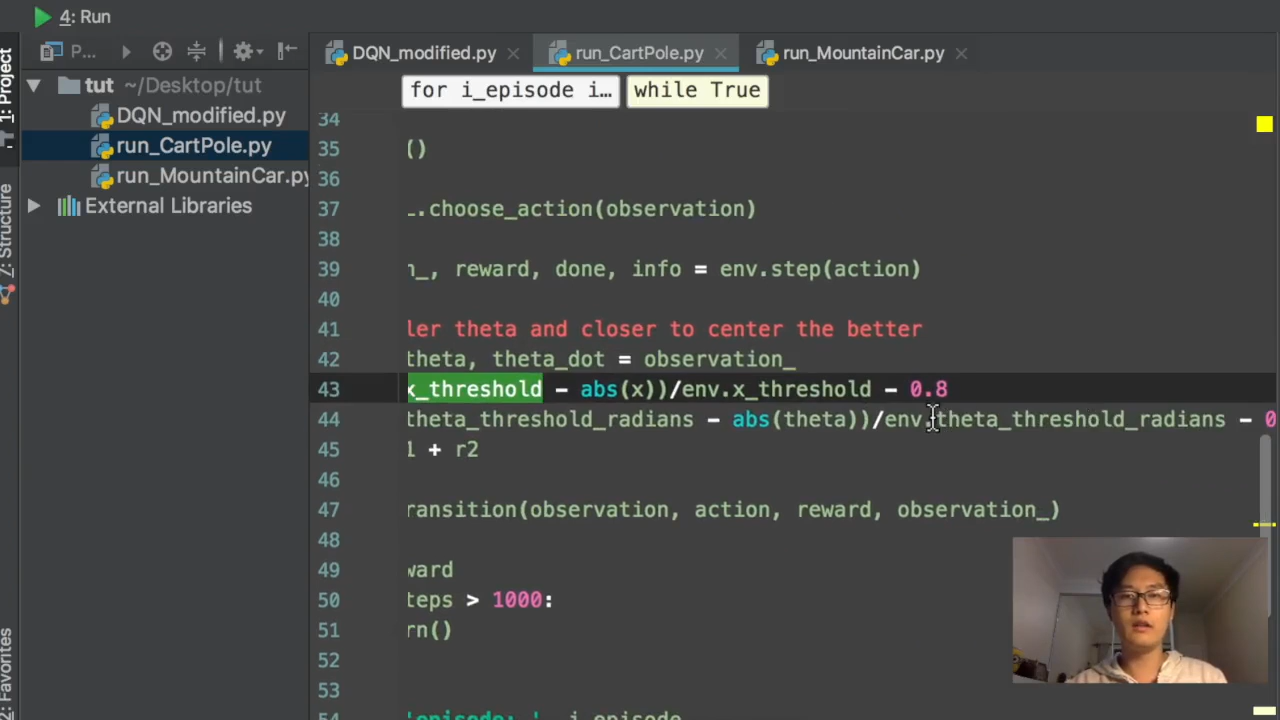 4: Run
P...
DQN_modified.py
run_CartPole.py
run_MountainCar.py
1: Project
7: Structure
2: Favorites
tut ~/Desktop/tut
DQN_modified.py
run_CartPole.py
run_MountainCar.py
External Libraries
for i_episode i… while True
34
35 ()
36
37 .choose_action(observation)
38
39 n_, reward, done, info = env.step(action)
40
41 ler theta and closer to center the better
42 theta, theta_dot = observation_
43 x_threshold - abs(x))/env.x_threshold - 0.8
44 theta_threshold_radians - abs(theta))/env.theta_threshold_radians - 0
45 1 + r2
46
47 ransition(observation, action, reward, observation_)
48
49 ward
50 teps > 1000:
51 rn()
52
53
54 'episode: ', i_episode